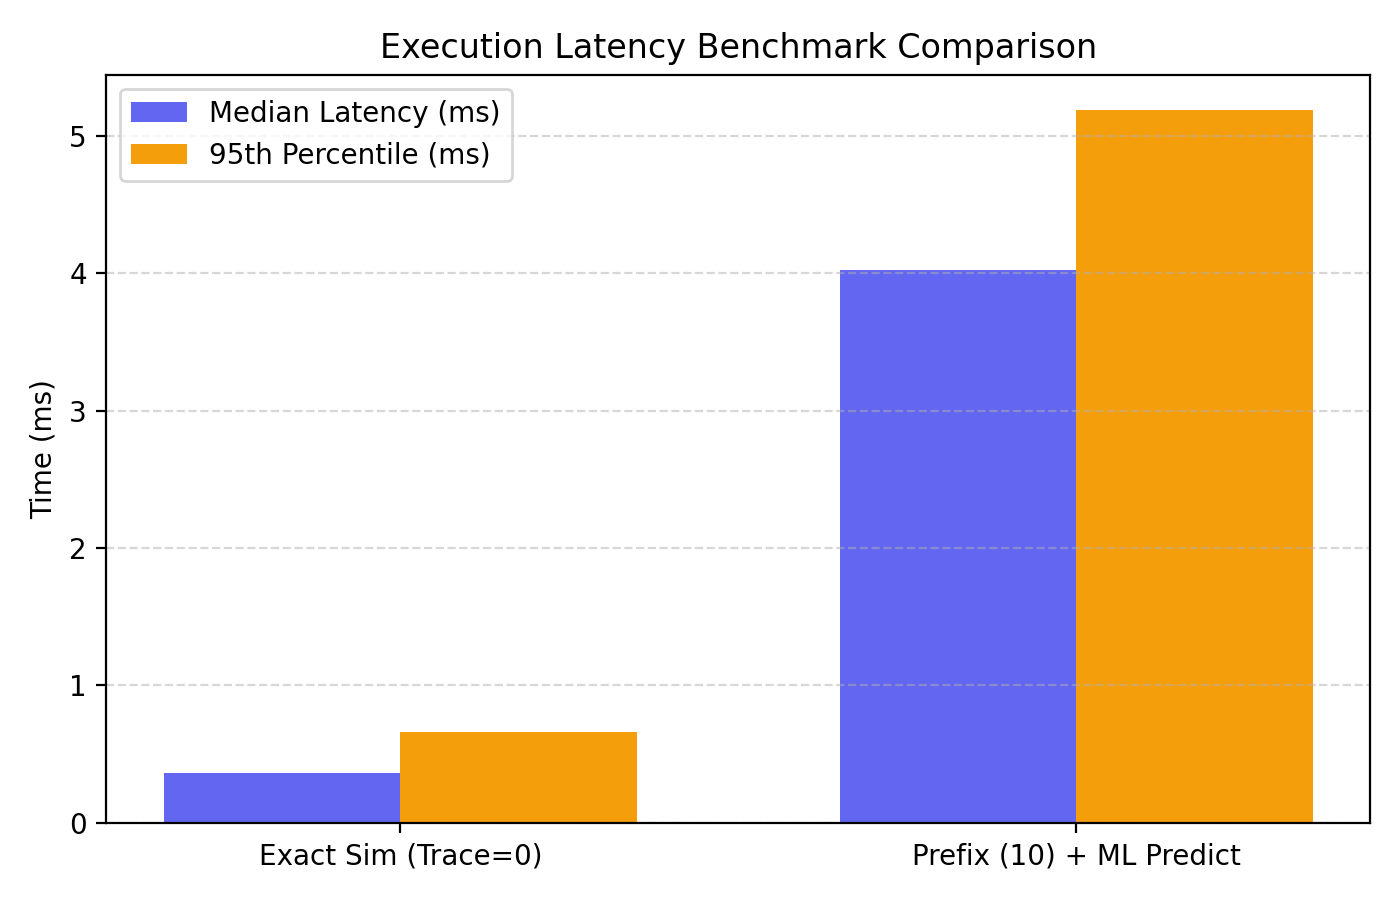 Execution Latency Benchmark Comparison
Median Latency (ms)
95th Percentile (ms)
Time (ms)
5
4
3
2
1
0
Exact Sim (Trace=0)
Prefix (10) + ML Predict